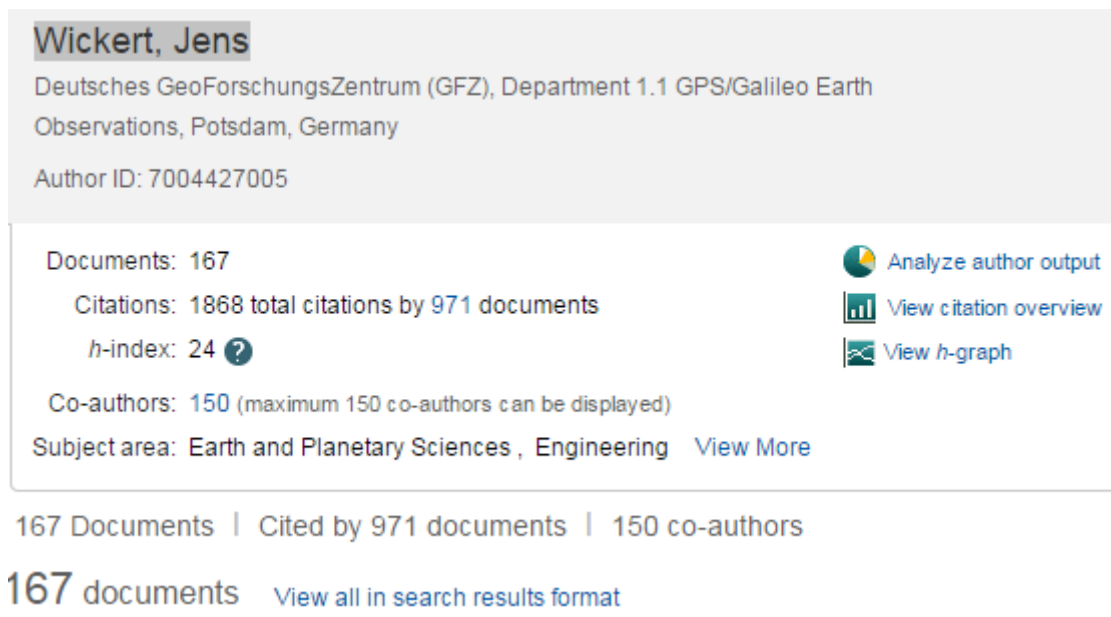 Wickert, Jens
Deutsches GeoForschungsZentrum (GFZ), Department 1.1 GPS/Galileo Earth
Observations, Potsdam, Germany
Author ID: 7004427005
Documents: 167
Analyze author output
Citations: 1868 total citations by 971 documents
View citation overview
h-index: 24 ?
View h-graph
Co-authors: 150 (maximum 150 co-authors can be displayed)
Subject area: Earth and Planetary Sciences , Engineering View More
167 Documents | Cited by 971 documents | 150 co-authors
167 documents View all in search results format